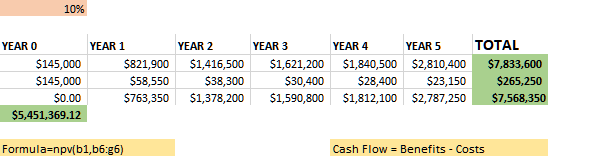 10%
YEAR 0 YEAR 1 YEAR 2 YEAR 3 YEAR 4 YEAR 5 TOTAL
$145,000 $821,900 $1,416,500 $1,621,200 $1,840,500 $2,810,400 $7,833,600
$145,000 $58,550 $38,300 $30,400 $28,400 $23,150 $265,250
$0.00 $763,350 $1,378,200 $1,590,800 $1,812,100 $2,787,250 $7,568,350
$5,451,369.12
Formula=npv(b1,b6:g6) Cash Flow = Benefits - Costs